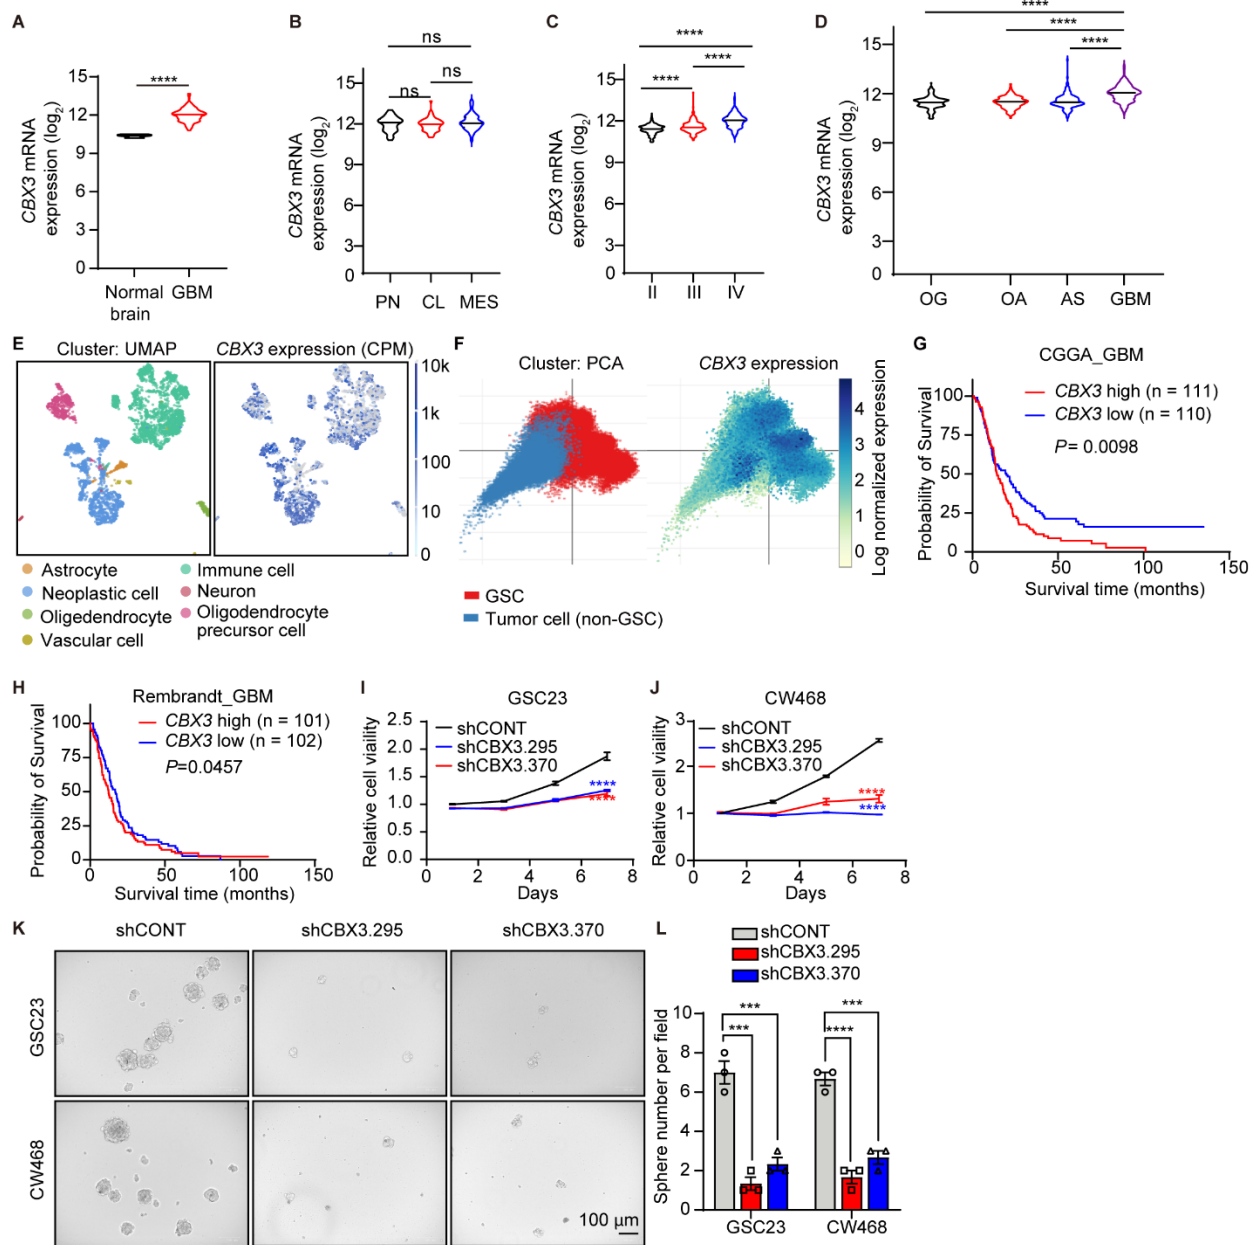 A
15
12
9
6
3
0
CBX3 mRNA
expression (log2)
****
Normal
brain
GBM
B
15
12
9
6
3
0
CBX3 mRNA
expression (log2)
ns
ns
ns
PN
CL
MES
C
15
12
9
6
3
0
CBX3 mRNA
expression (log2)
****
****
****
II
III
IV
D
15
12
9
6
3
0
CBX3 mRNA
expression (log2)
****
****
****
OG
OA
AS
GBM
E
Cluster: UMAP
CBX3 expression (CPM)
10k
1k
100
10
0
Astrocyte
Neoplastic cell
Oligedendrocyte
Vascular cell
Immune cell
Neuron
Oligodendrocyte
precursor cell
F
Cluster: PCA
CBX3 expression
4
3
2
1
0
Log normalized expression
GSC
Tumor cell (non-GSC)
G
CGGA_GBM
CBX3 high (n = 111)
CBX3 low (n = 110)
P= 0.0098
100
75
50
25
0
Probability of Survival
0
50
100
150
Survival time (months)
H
Rembrandt_GBM
CBX3 high (n = 101)
CBX3 low (n = 102)
P=0.0457
100
75
50
25
0
Probability of Survival
0
50
100
150
Survival time (months)
I
GSC23
shCONT
shCBX3.295
shCBX3.370
2.5
2.0
1.5
1.0
0.5
0.0
Relative cell viaility
****
****
0
2
4
6
8
Days
J
CW468
shCONT
shCBX3.295
shCBX3.370
3
2
1
0
Relative cell viability
****
****
0
2
4
6
8
Days
K
shCONT
shCBX3.295
shCBX3.370
GSC23
CW468
100 μm
L
shCONT
shCBX3.295
shCBX3.370
10
8
6
4
2
0
Sphere number per field
***
***
***
****
GSC23
CW468